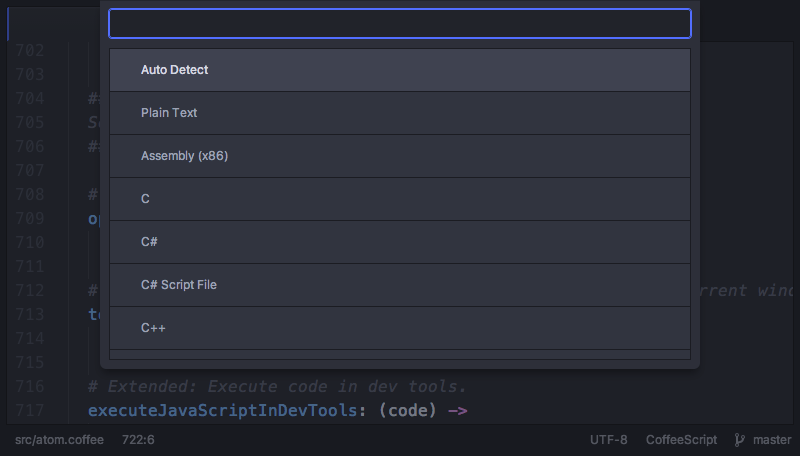 702
703
704 ##
705 S
706 ##
707
708 #
709 op
710
711
712 # rrent wind
713 to
714
715
716 # Extended: Execute code in dev tools.
717 executeJavaScriptInDevTools: (code) ->
Auto Detect
Plain Text
Assembly (x86)
C
C#
C# Script File
C++
src/atom.coffee 722:6 UTF-8 CoffeeScript master